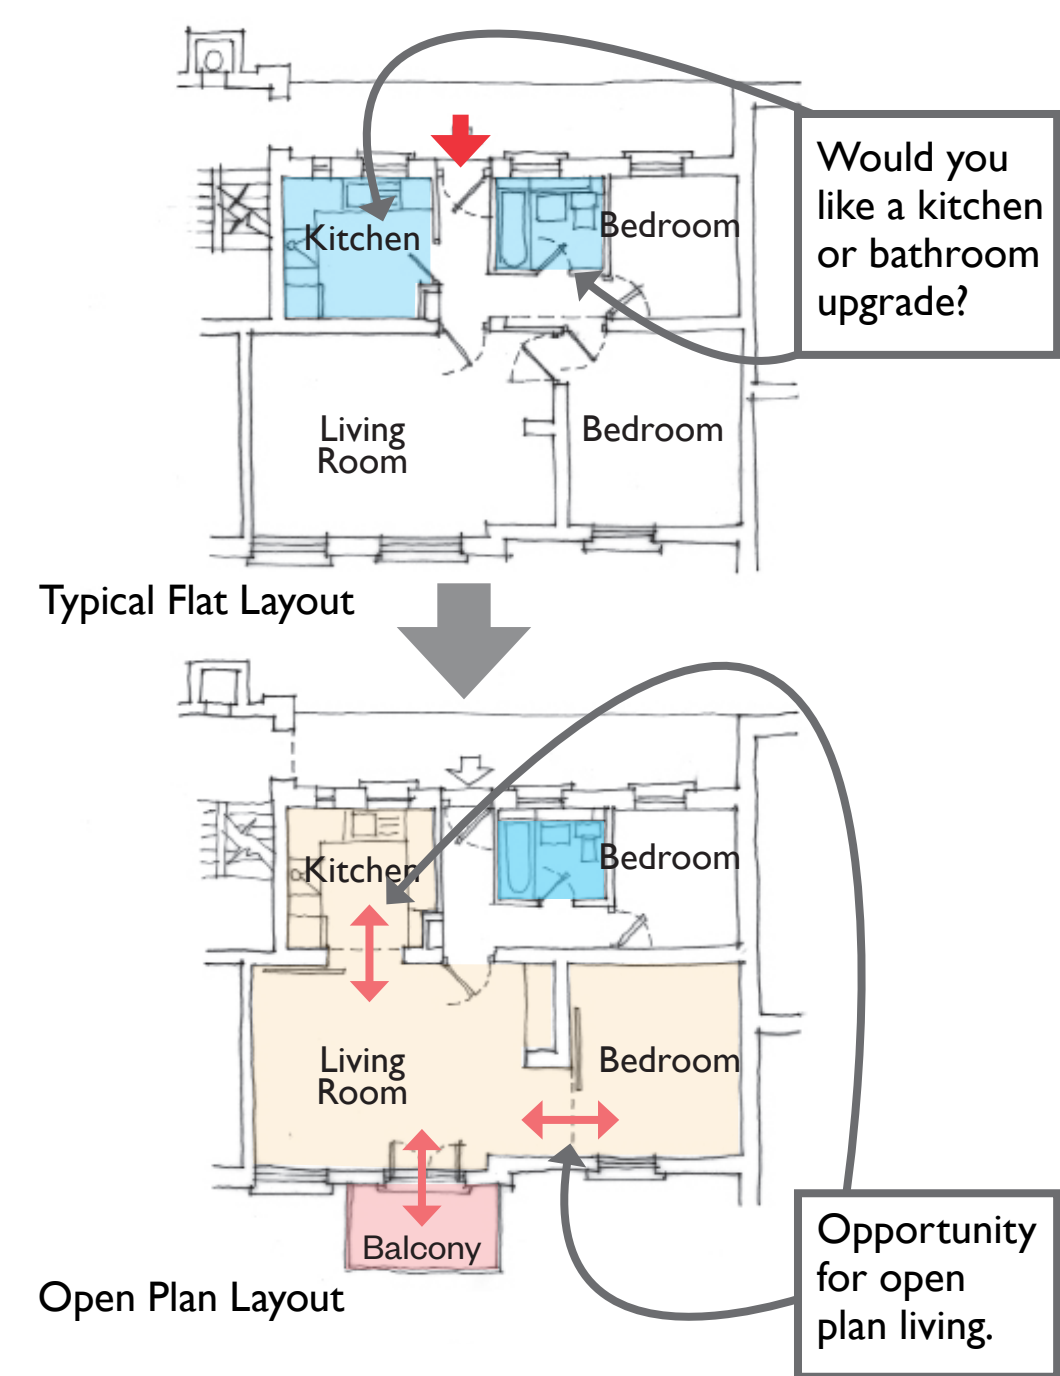 Would you
like a kitchen
or bathroom
upgrade?
Kitchen
Bedroom
Living
Room
Bedroom
Typical Flat Layout
Kitchen
Bedroom
Living
Room
Bedroom
Balcony
Open Plan Layout
Opportunity
for open
plan living.